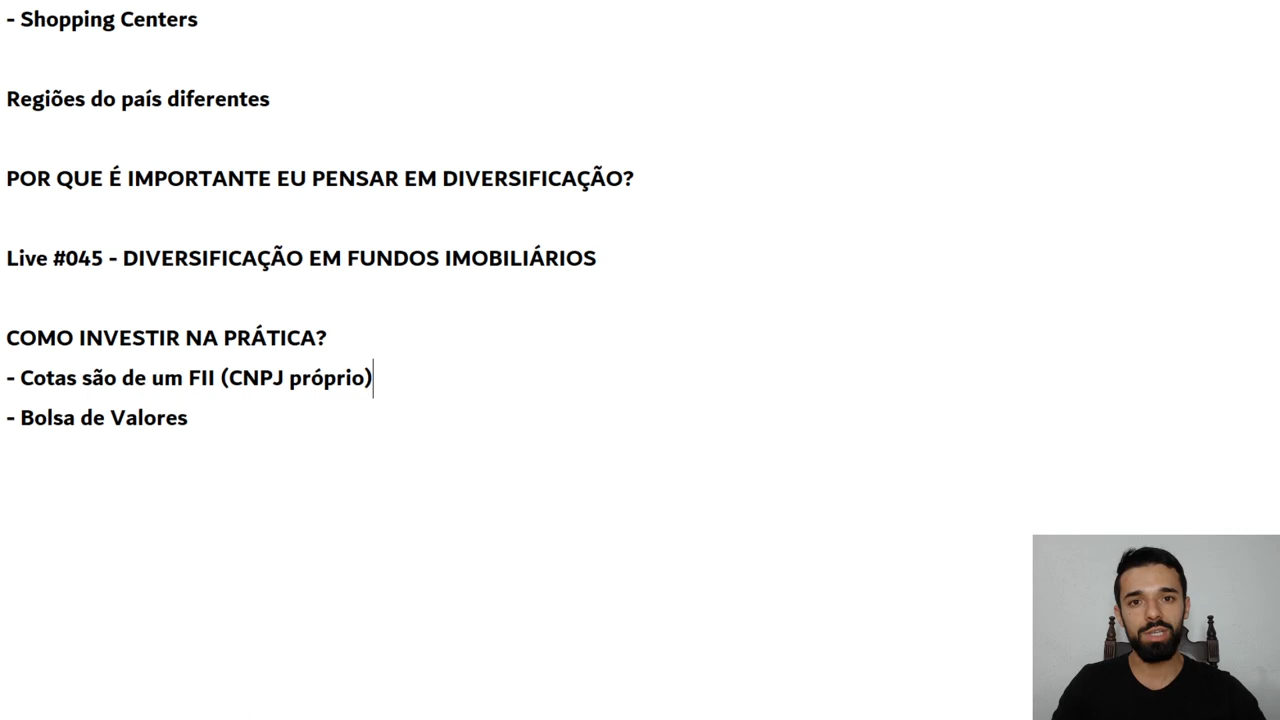 - Shopping Centers
Regiões do país diferentes
POR QUE É IMPORTANTE EU PENSAR EM DIVERSIFICAÇÃO?
Live #045 - DIVERSIFICAÇÃO EM FUNDOS IMOBILIÁRIOS
COMO INVESTIR NA PRÁTICA?
- Cotas são de um FII (CNPJ próprio)
- Bolsa de Valores